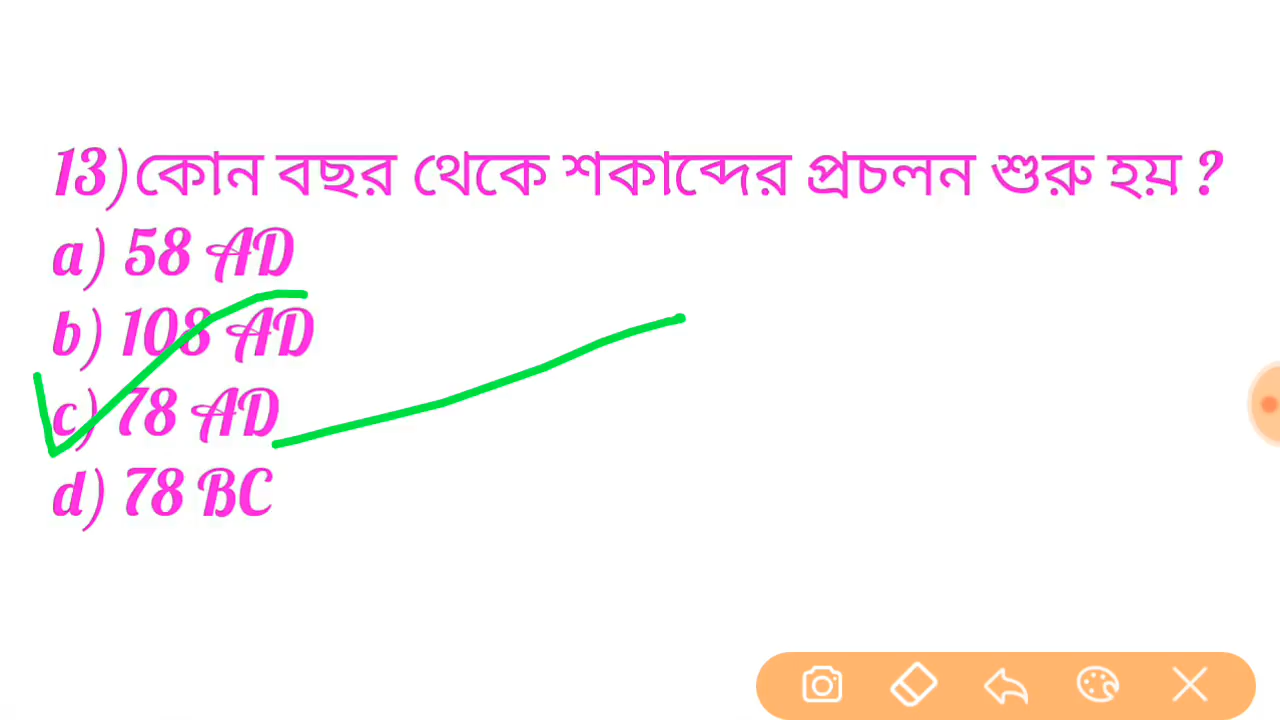 13)কোন বছর থেকে শকাব্দের প্রচলন শুরু হয় ?
a) 58 AD
b) 108 AD
c) 78 AD
d) 78 BC